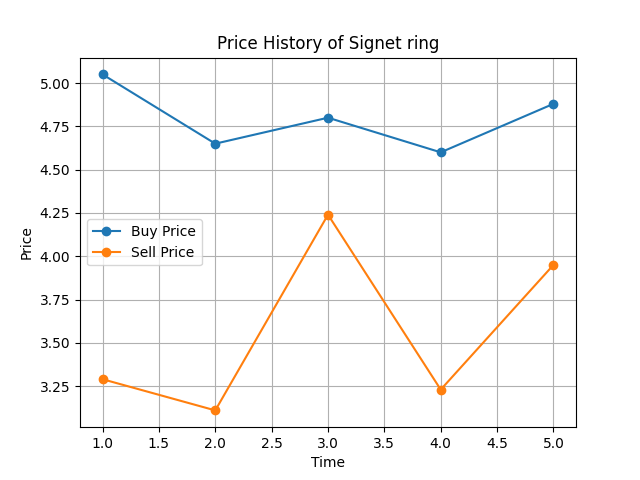 Price History of Signet ring
Price
5.00
4.75
4.50
4.25
4.00
3.75
3.50
3.25
Buy Price
Sell Price
1.0 1.5 2.0 2.5 3.0 3.5 4.0 4.5 5.0
Time